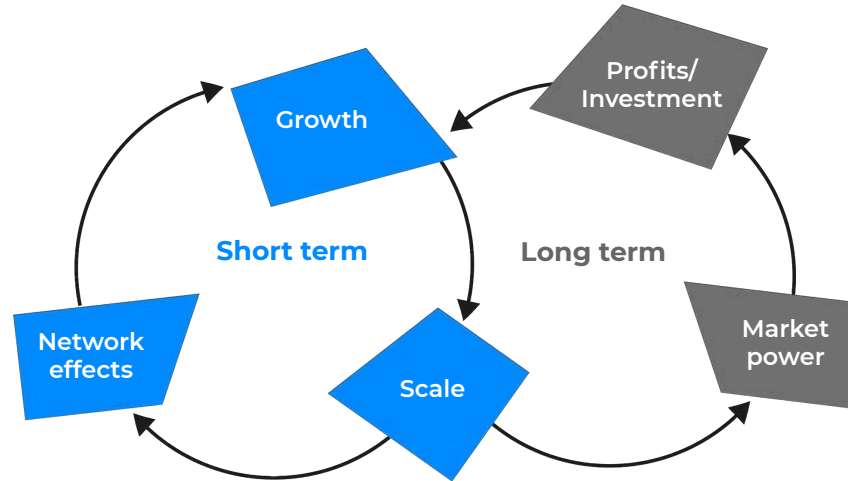 Growth
Profits/
Investment
Short term
Long term
Network
effects
Scale
Market
power